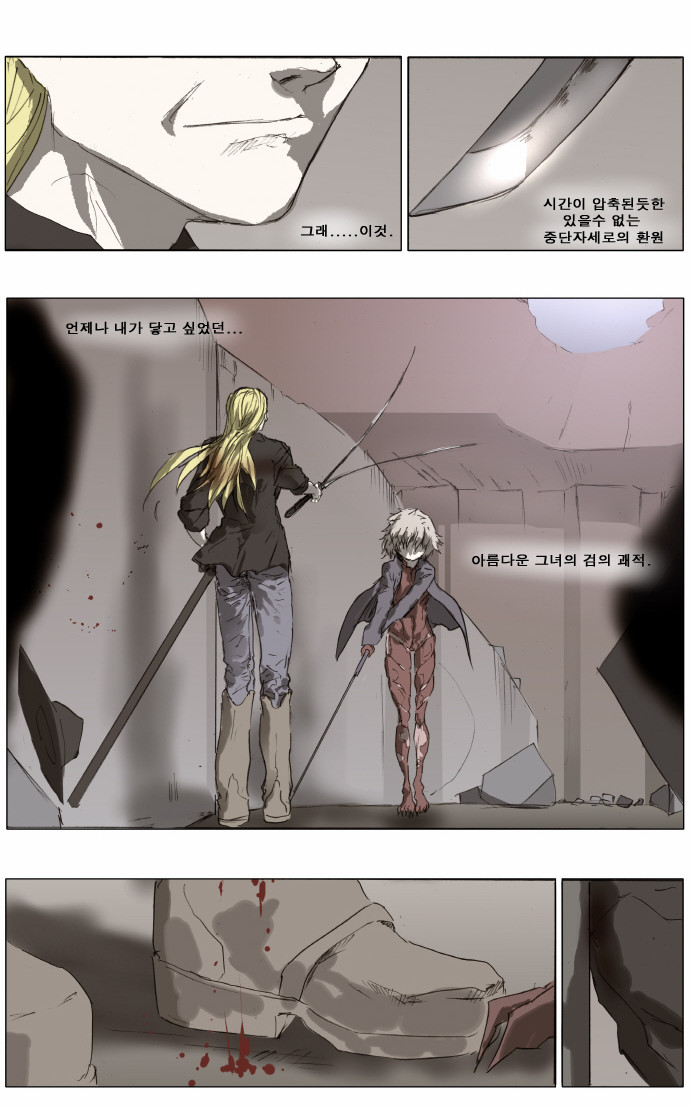 그래.....이것.
시간이 압축된듯한
있을수 없는
중단자세로의 환원
언제나 내가 닿고 싶었던...
아름다운 그녀의 검의 괘적.